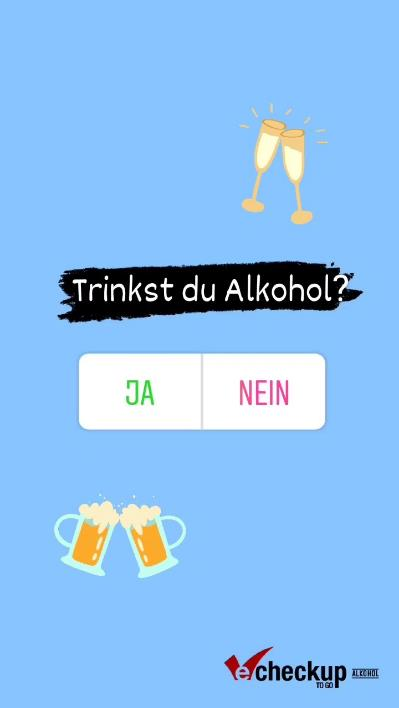 Trinkst du Alkohol?
JA NEIN
echeckup
TO GO ALKOHOL